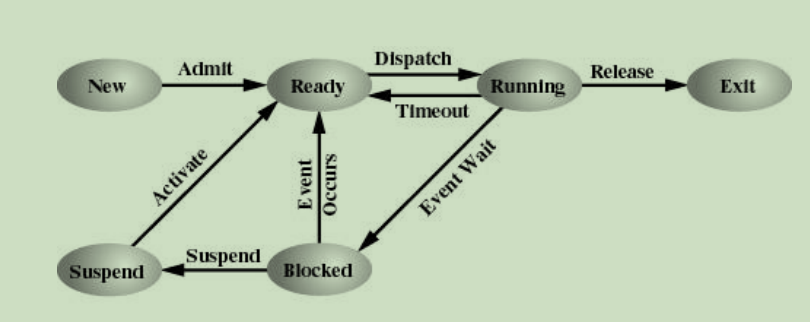 Dispatch
Admit
Release
New
Ready
Running
Exit
Timeout
Activate
Event
Occurs
Event Wait
Suspend
Suspend
Blocked